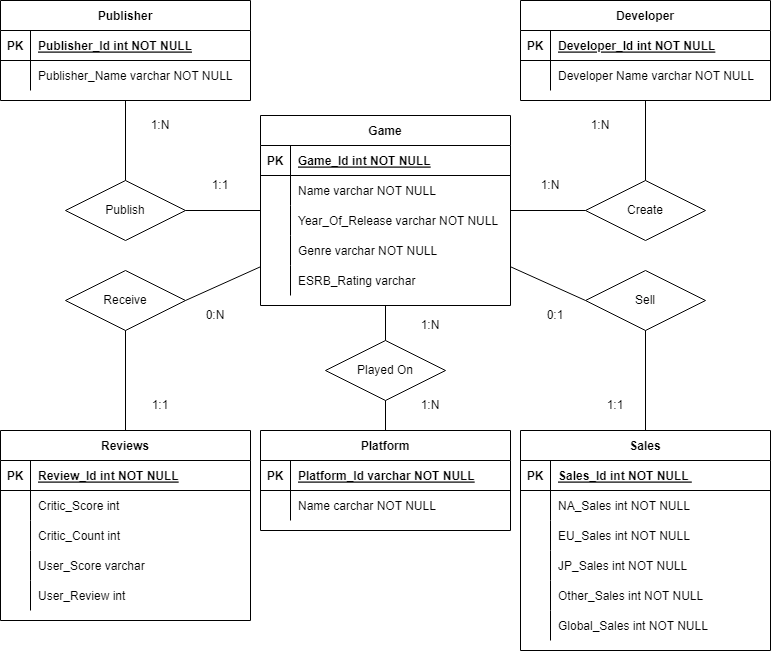 Publisher
PK Publisher_Id int NOT NULL
Publisher_Name varchar NOT NULL
Developer
PK Developer_Id int NOT NULL
Developer Name varchar NOT NULL
1:N
1:N
Game
PK Game_Id int NOT NULL
Name varchar NOT NULL
Year_Of_Release varchar NOT NULL
Genre varchar NOT NULL
ESRB_Rating varchar
1:1
1:N
Publish
Create
Receive
Sell
0:N
0:1
1:N
Played On
1:1
1:N
1:1
Reviews
PK Review_Id int NOT NULL
Critic_Score int
Critic_Count int
User_Score varchar
User_Review int
Platform
PK Platform_Id varchar NOT NULL
Name carchar NOT NULL
Sales
PK Sales_Id int NOT NULL
NA_Sales int NOT NULL
EU_Sales int NOT NULL
JP_Sales int NOT NULL
Other_Sales int NOT NULL
Global_Sales int NOT NULL